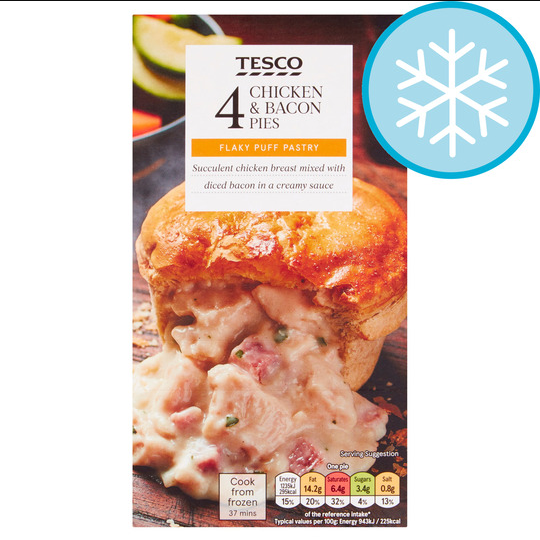 TESCO
4 CHICKEN
& BACON
PIES
FLAKY PUFF PASTRY
Succulent chicken breast mixed with
diced bacon in a creamy sauce
Serving Suggestion
Cook
from
frozen
37 mins
One pie
Energy Fat Saturates Sugars Salt
1235kJ
295kcal 14.2g 6.4g 3.4g 0.8g
15% 20% 32% 4% 13%
of the reference intake*
Typical values per 100g: Energy 943kJ / 225kcal